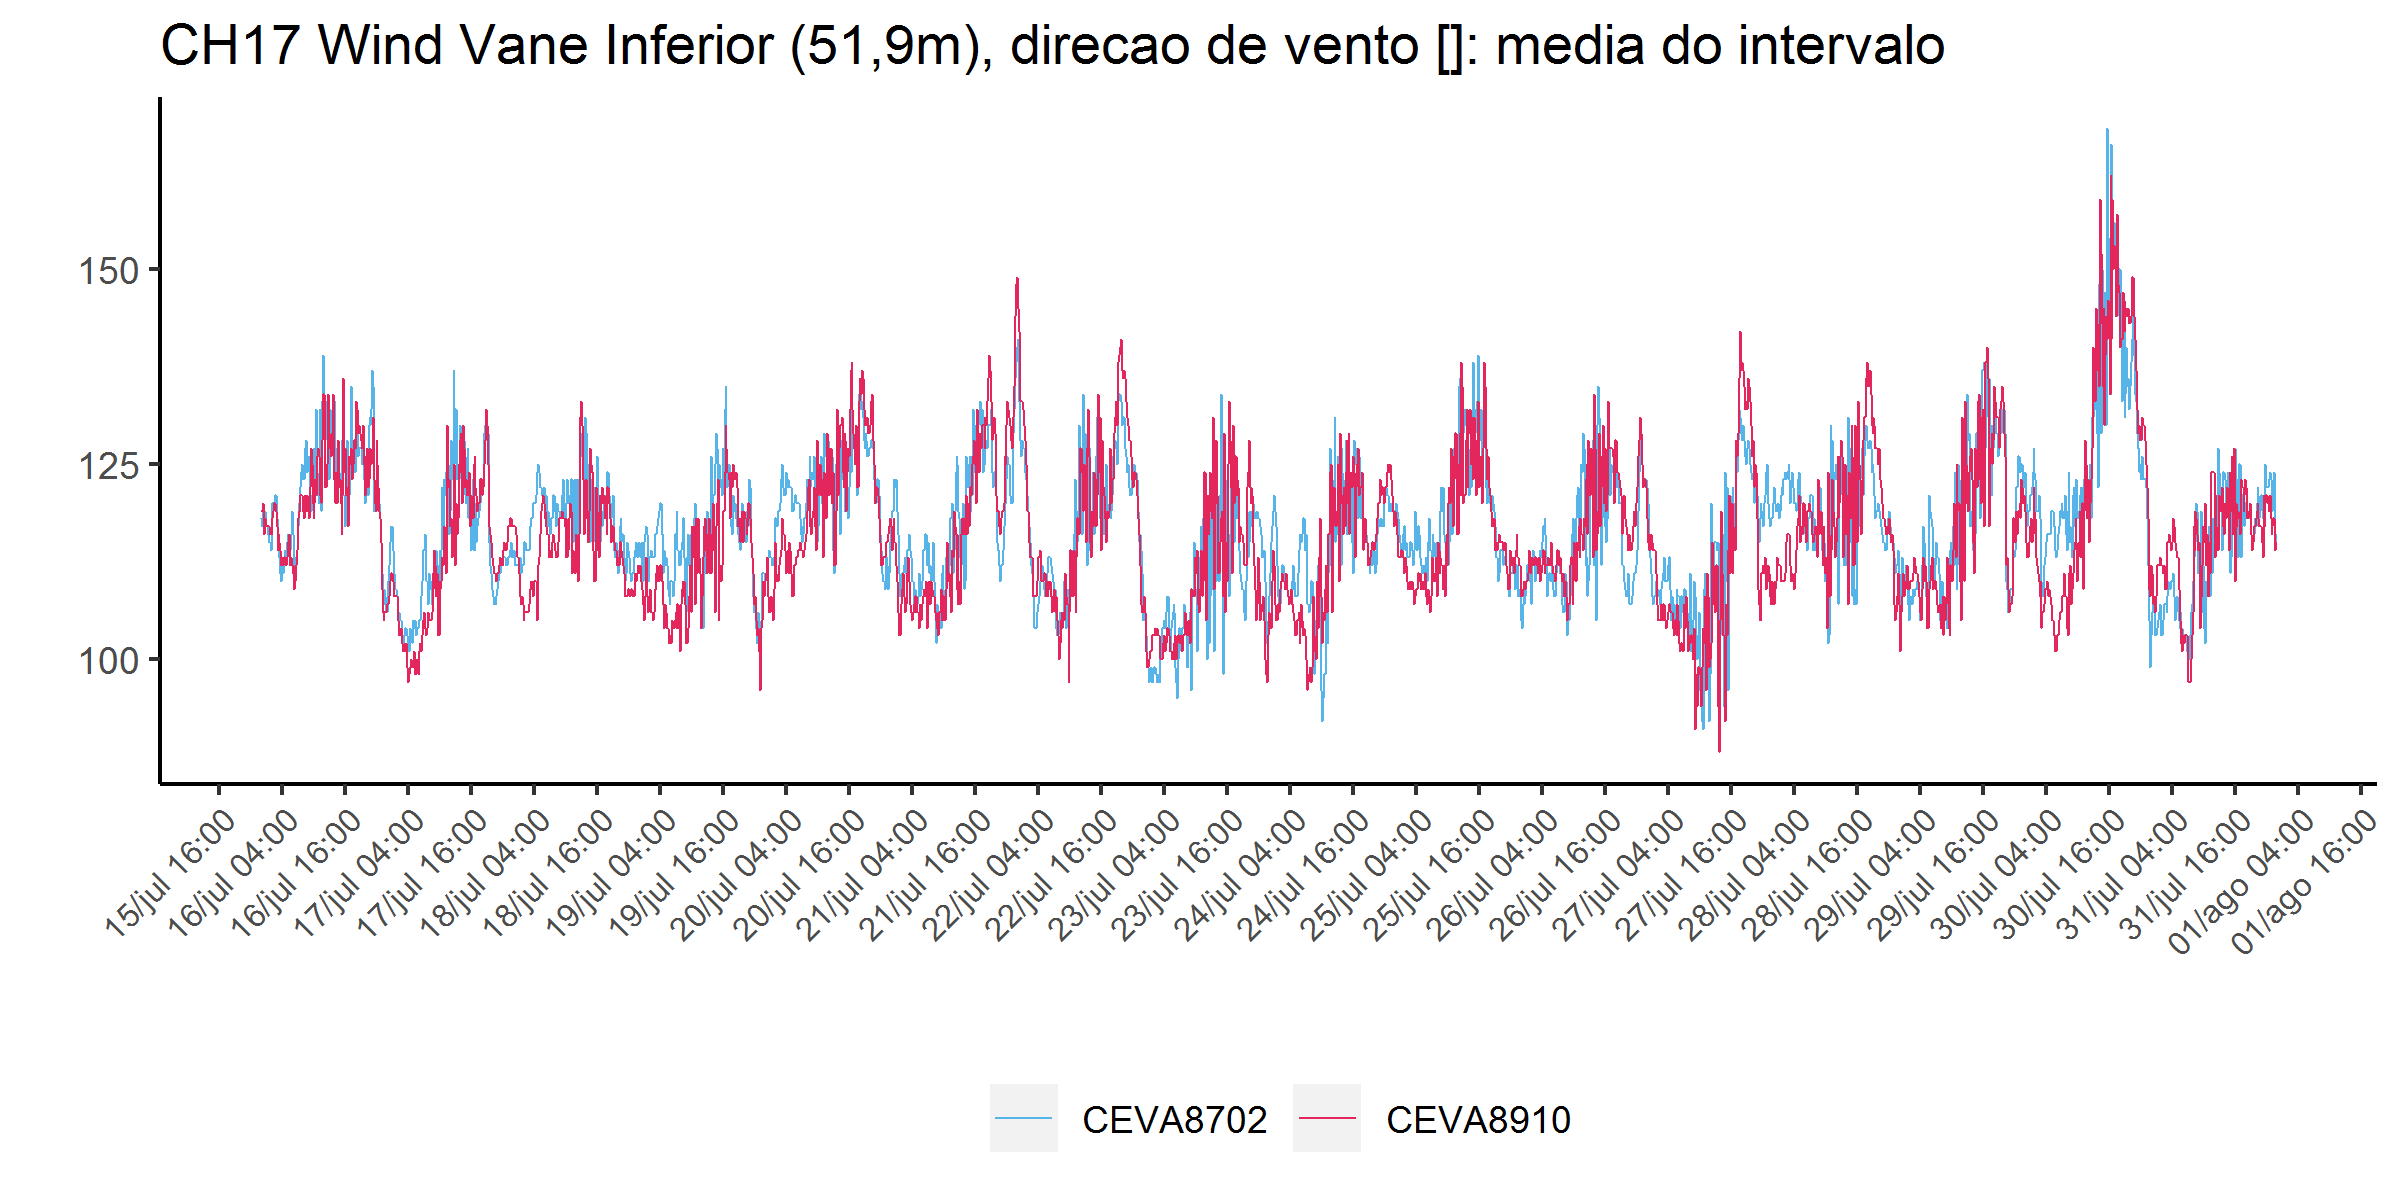 CH17 Wind Vane Inferior (51,9m), direcao de vento []: media do intervalo
150
125
100
15/jul 16:00
16/jul 04:00
16/jul 16:00
17/jul 04:00
17/jul 16:00
18/jul 04:00
18/jul 16:00
19/jul 04:00
19/jul 16:00
20/jul 04:00
20/jul 16:00
21/jul 04:00
21/jul 16:00
22/jul 04:00
22/jul 16:00
23/jul 04:00
23/jul 16:00
24/jul 04:00
24/jul 16:00
25/jul 04:00
25/jul 16:00
26/jul 04:00
26/jul 16:00
27/jul 04:00
27/jul 16:00
28/jul 04:00
28/jul 16:00
29/jul 04:00
29/jul 16:00
30/jul 04:00
30/jul 16:00
31/jul 04:00
31/jul 16:00
01/ago 04:00
01/ago 16:00
CEVA8702
CEVA8910